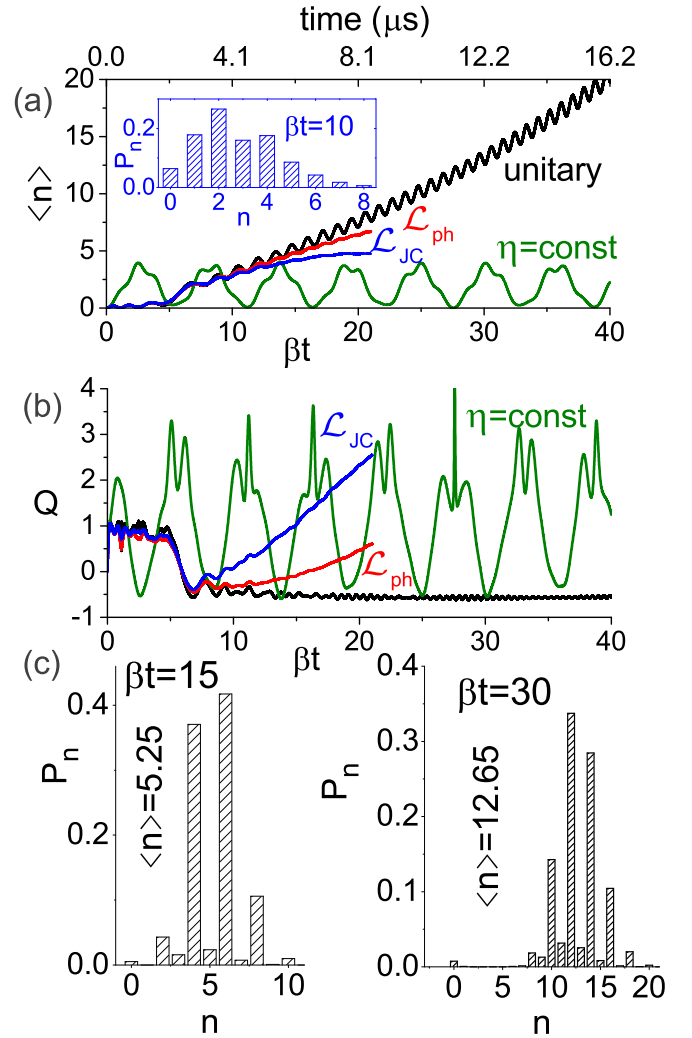 time (μs)
0.0 4.1 8.1 12.2 16.2
(a)
20
15
10
5
0
⟨n⟩
0.2
0.0
P_n
βt=10
0 2 4 6 8
n
unitary
ℒ_ph
ℒ_JC
η=const
0 10 20 30 40
βt
(b)
4
3
2
1
0
-1
Q
ℒ_JC
η=const
ℒ_ph
0 10 20 30 40
βt
(c)
βt=15
0.4
0.2
0.0
P_n
⟨n⟩=5.25
0 5 10
n
βt=30
0.4
0.3
0.2
0.1
0.0
P_n
⟨n⟩=12.65
0 5 10 15 20
n